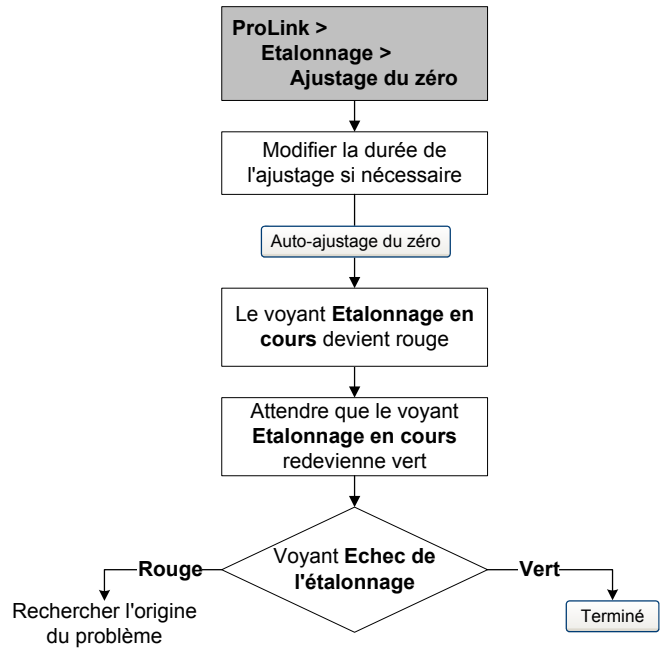 ProLink >
Etalonnage >
Ajustage du zéro
Modifier la durée de
l'ajustage si nécessaire
Auto-ajustage du zéro
Le voyant Etalonnage en
cours devient rouge
Attendre que le voyant
Etalonnage en cours
redevienne vert
Voyant Echec de
l'étalonnage
Rouge
Vert
Rechercher l'origine
du problème
Terminé